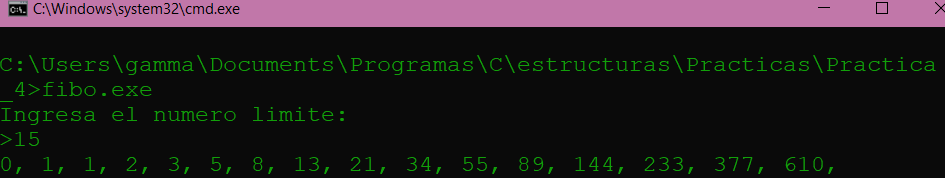 C:\Windows\system32\cmd.exe
C:\Users\gamma\Documents\Programas\C\estructuras\Practicas\Practica
_4>fibo.exe
Ingresa el numero limite:
>15
0, 1, 1, 2, 3, 5, 8, 13, 21, 34, 55, 89, 144, 233, 377, 610,